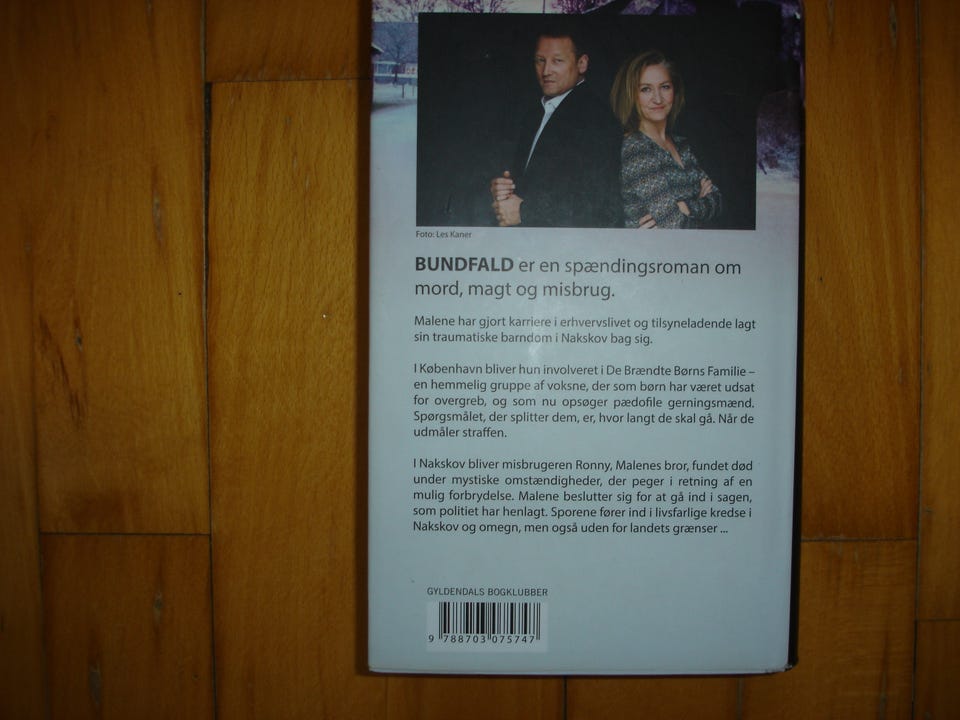 Foto: Les Kaner
BUNDFALD er en spændingsroman om
mord, magt og misbrug.
Malene har gjort karriere i erhvervslivet og tilsyneladende lagt
sin traumatiske barndom i Nakskov bag sig.
I København bliver hun involveret i De Brændte Børns Familie –
en hemmelig gruppe af voksne, der som børn har været udsat
for overgreb, og som nu opsøger pædofile gerningsmænd.
Spørgsmålet, der splitter dem, er, hvor langt de skal gå. Når de
udmåler straffen.
I Nakskov bliver misbrugeren Ronny, Malenes bror, fundet død
under mystiske omstændigheder, der peger i retning af en
mulig forbrydelse. Malene beslutter sig for at gå ind i sagen,
som politiet har henlagt. Sporene fører ind i livsfarlige kredse i
Nakskov og omegn, men også uden for landets grænser ...
GYLDENDALS BOGKLUBBER
9 788703 075747